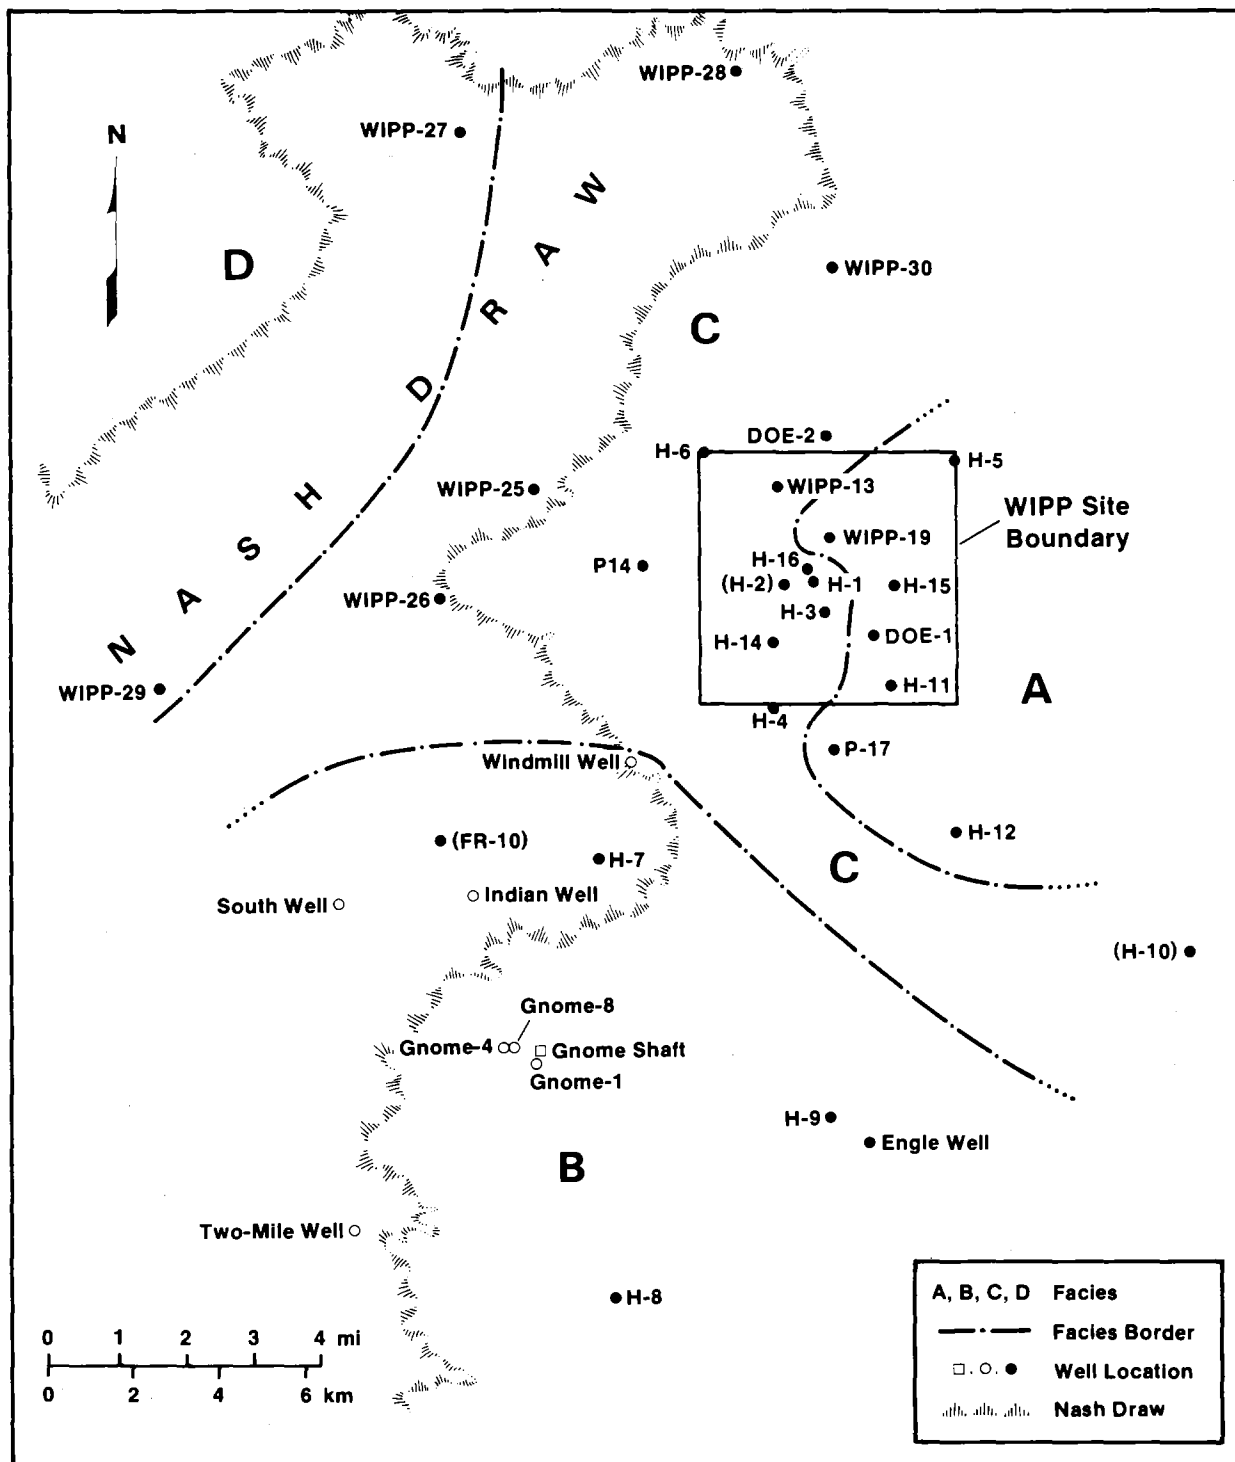 WIPP-28
WIPP-27
N
W
A
D
WIPP-30
R
C
D
DOE-2
H-6
H-5
WIPP-25
WIPP-13
H
WIPP Site
Boundary
S
WIPP-19
P14
H-16
(H-2)
H-1
H-15
A
WIPP-26
H-3
N
H-14
DOE-1
WIPP-29
H-11
A
H-4
P-17
Windmill Well
(FR-10)
H-12
H-7
C
Indian Well
South Well
(H-10)
Gnome-8
Gnome-4
Gnome Shaft
Gnome-1
H-9
Engle Well
B
Two-Mile Well
H-8
A, B, C, D Facies
Facies Border
Well Location
Nash Draw
0 1 2 3 4 mi
0 2 4 6 km